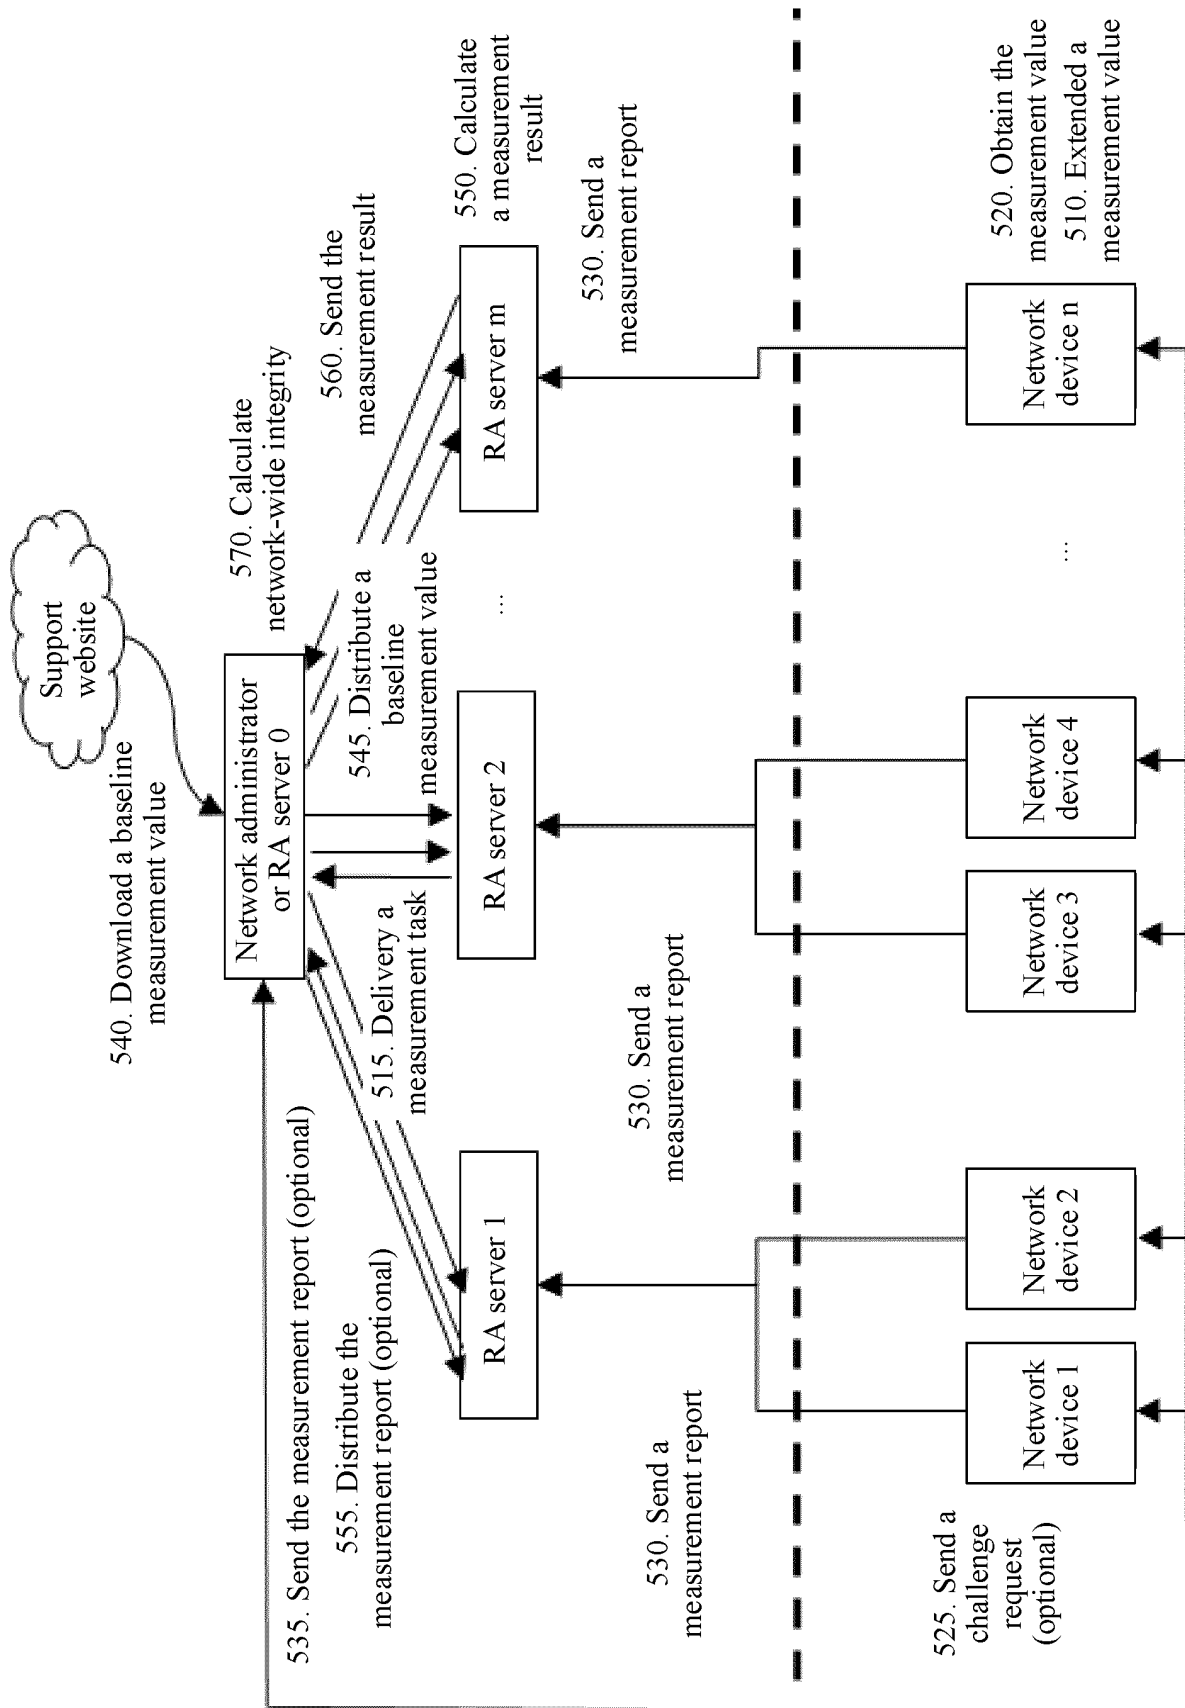 Support
website
540. Download a baseline
measurement value
Network administrator
or RA server 0
570. Calculate
network-wide integrity
535. Send the measurement report (optional)
555. Distribute the
measurement report (optional)
515. Delivery a
measurement task
545. Distribute a
baseline
measurement value
560. Send the
measurement result
RA server 1
RA server 2
...
RA server m
550. Calculate
a measurement
result
530. Send a
measurement report
530. Send a
measurement report
530. Send a
measurement report
525. Send a
challenge
request
(optional)
Network
device 1
Network
device 2
Network
device 3
Network
device 4
...
Network
device n
520. Obtain the
measurement value
510. Extended a
measurement value